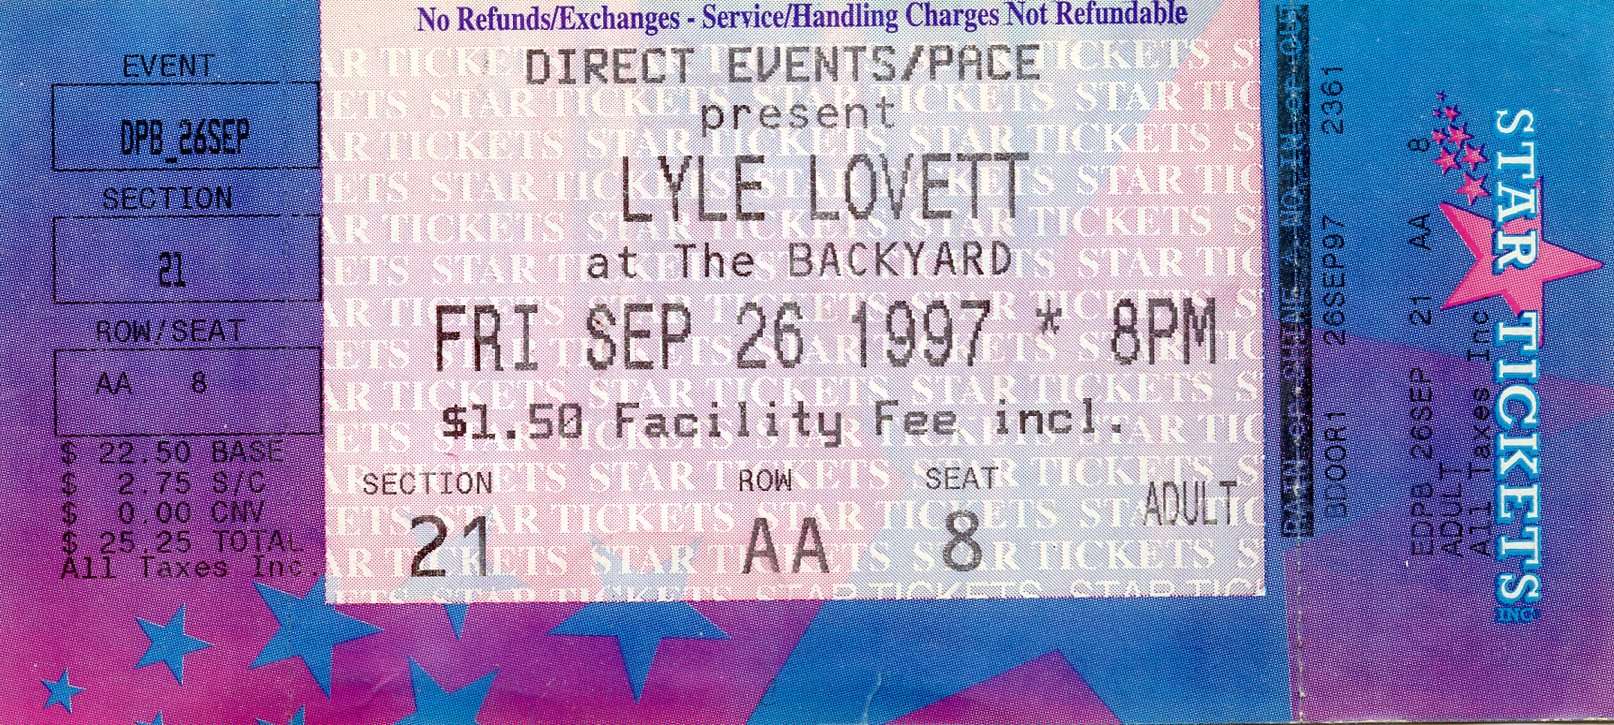 No Refunds/Exchanges - Service/Handling Charges Not Refundable
EVENT
DPB_26SEP
SECTION
21
ROW/SEAT
AA 8
$ 22.50 BASE
$ 2.75 S/C
$ 0.00 CNV
$ 25.25 TOTAL
All Taxes Inc.
DIRECT EVENTS/PACE
present
LYLE LOVETT
at The BACKYARD
FRI SEP 26 1997 * 8PM
$1.50 Facility Fee incl.
SECTION ROW SEAT
21 AA 8
ADULT
RAIN OR SHINE * NO IN
BDOOR1 26SEP97 2361
EDPB 26SEP 21 AA 8
ADULT
All Taxes Inc
STAR TICKETS
INC